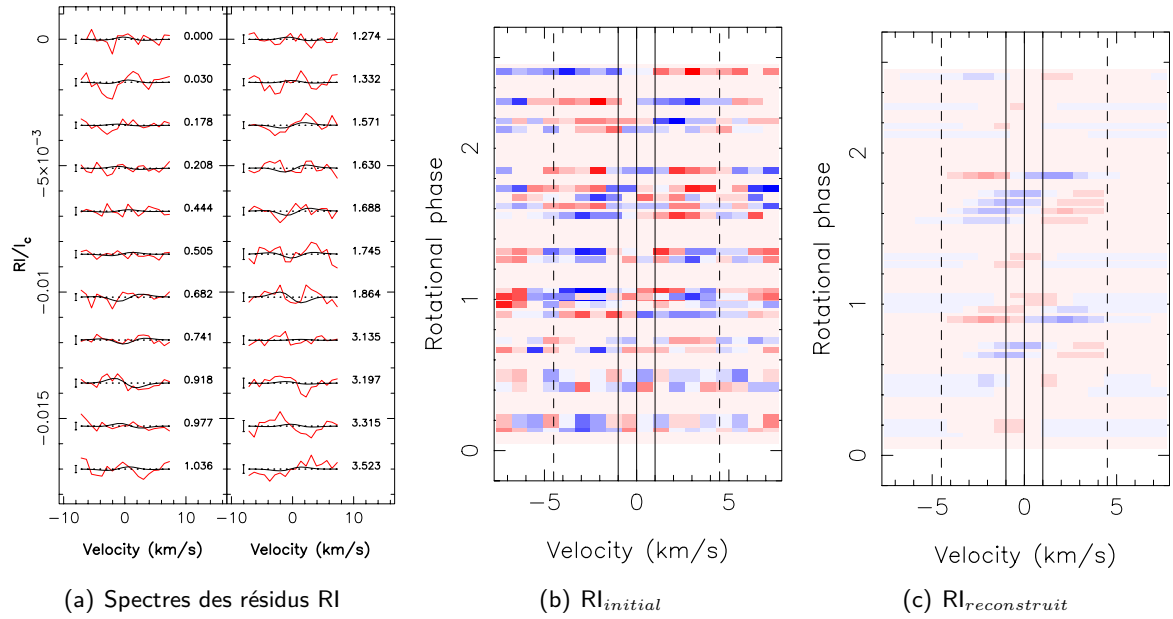 RI/I_c
0
−5×10⁻³
−0.01
−0.015
0.000
0.030
0.178
0.208
0.444
0.505
0.682
0.741
0.918
0.977
1.036
1.274
1.332
1.571
1.630
1.688
1.745
1.864
3.135
3.197
3.315
3.523
−10 0 10 −10 0 10
Velocity (km/s) Velocity (km/s)
(a) Spectres des résidus RI
Rotational phase
2
1
0
−5 0 5
Velocity (km/s)
(b) RI_initial
Rotational phase
2
1
0
−5 0 5
Velocity (km/s)
(c) RI_reconstruit